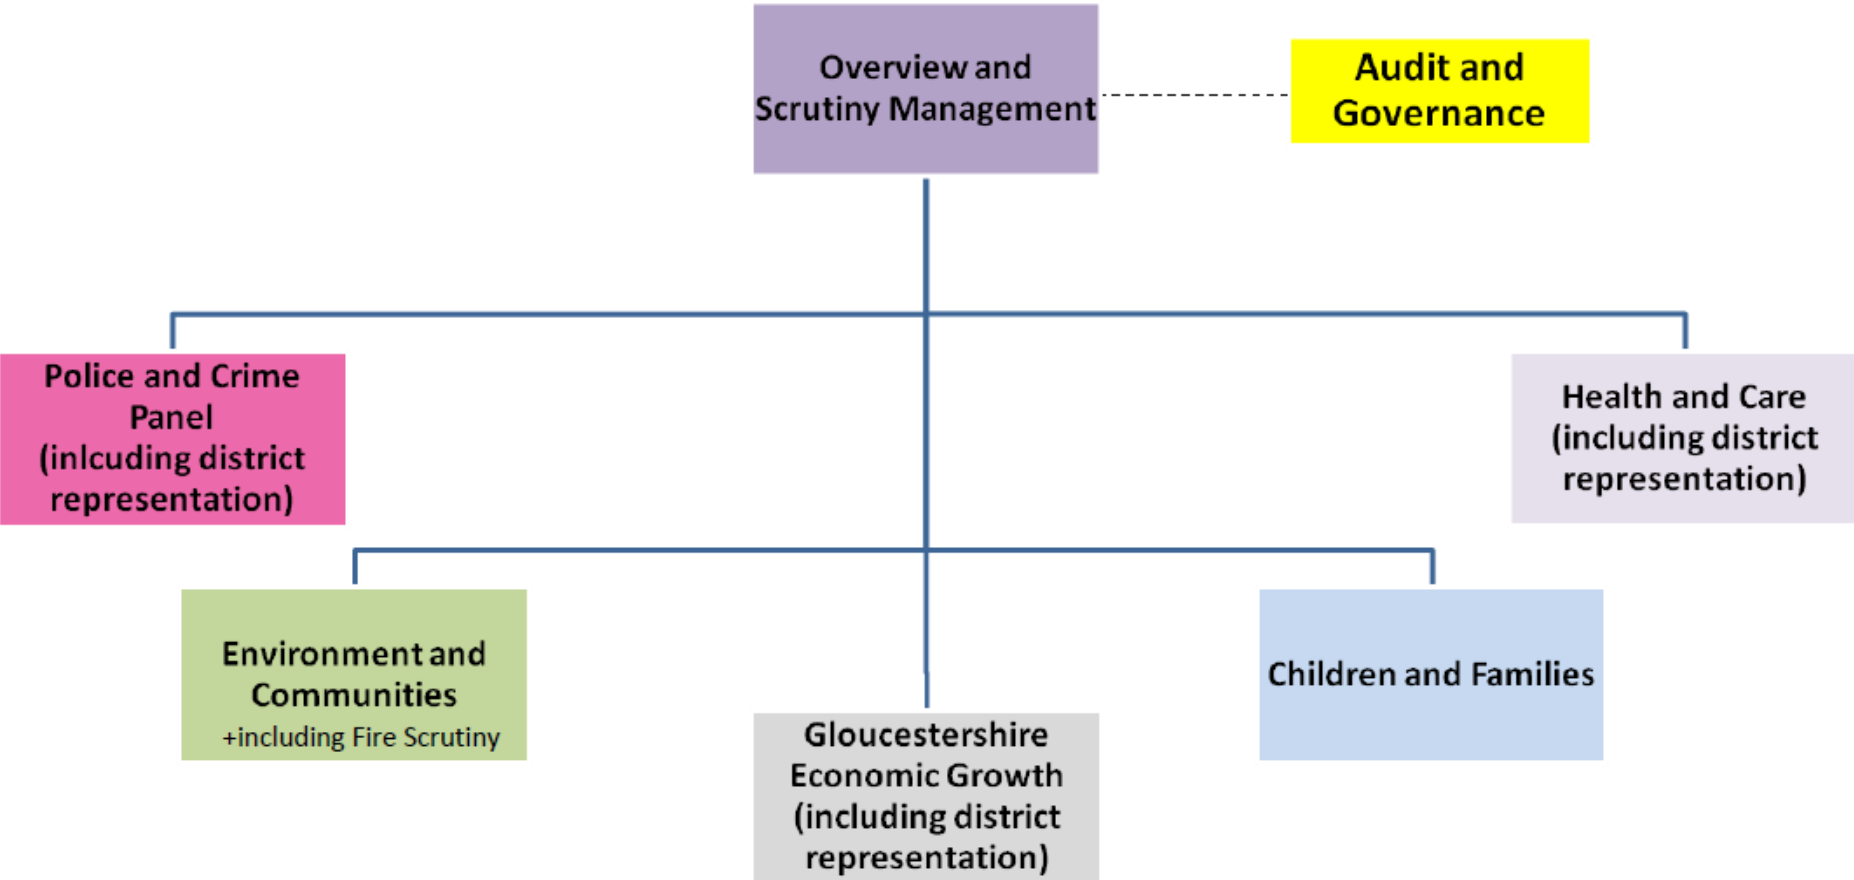 Overview and
Scrutiny Management
Audit and
Governance
Police and Crime
Panel
(inlcuding district
representation)
Health and Care
(including district
representation)
Environment and
Communities
+including Fire Scrutiny
Children and Families
Gloucestershire
Economic Growth
(including district
representation)